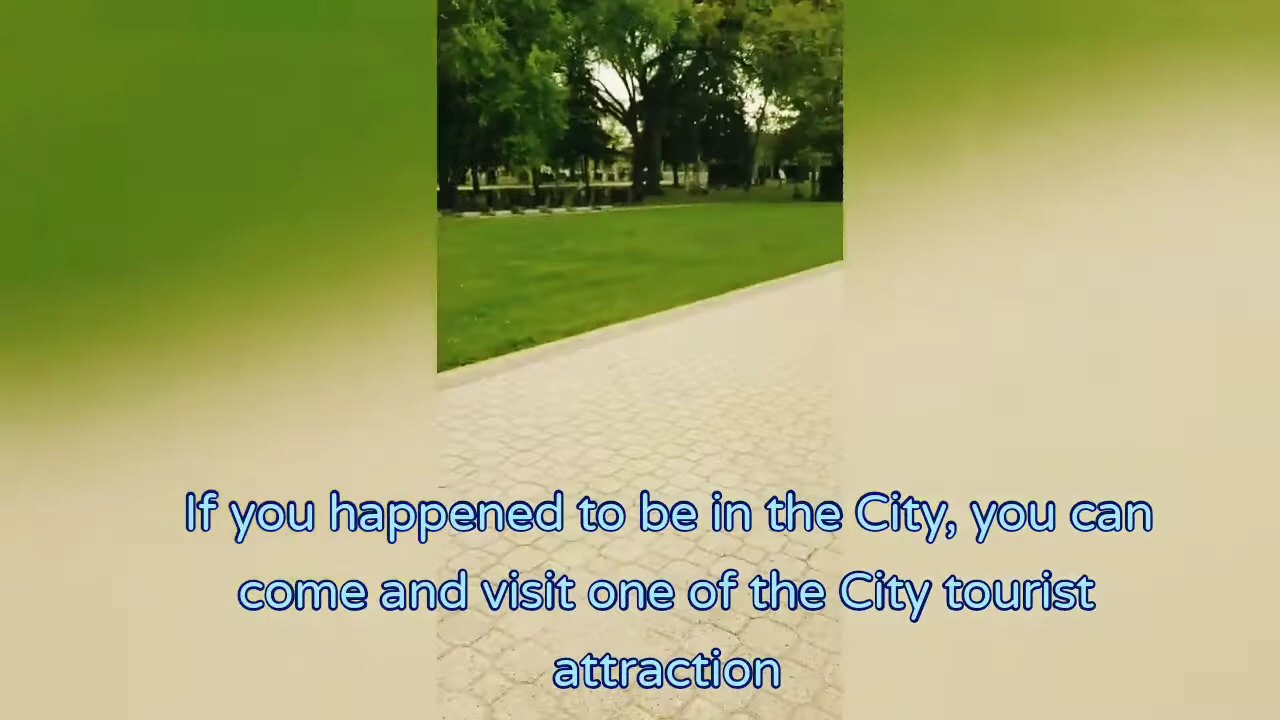 If you happened to be in the City, you can
come and visit one of the City tourist
attraction